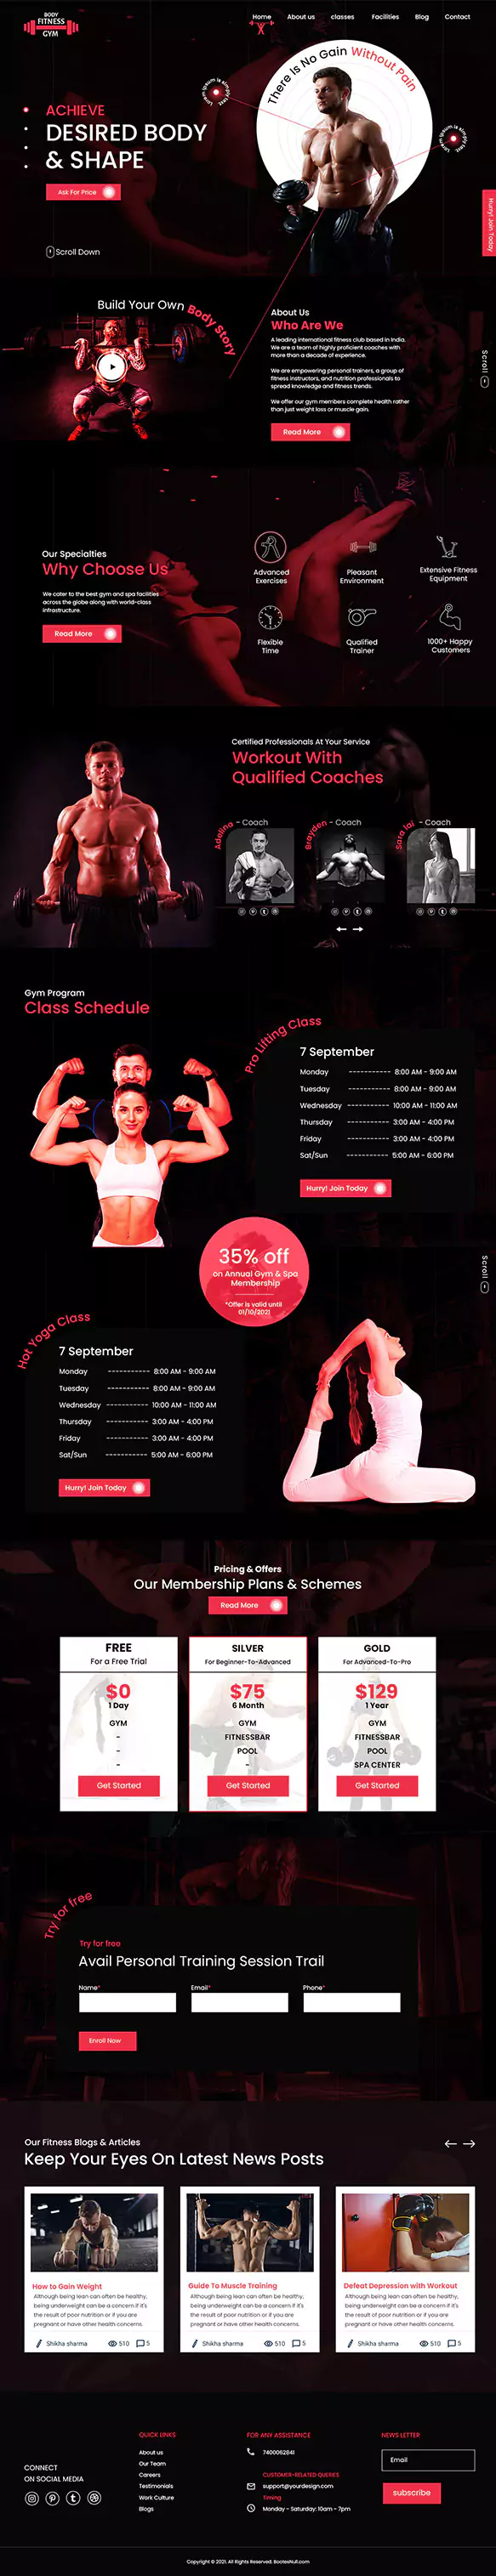 BODY
FITNESS
GYM
Home About us classes Facilities Blog Contact
There Is No Gain Without Pain
Lorem Ipsum is simply text.
Lorem Ipsum is simply text.
ACHIEVE
DESIRED BODY
& SHAPE
Ask For Price
Hurry! Join Today
Scroll Down
Build Your Own Body Story
About Us
Who Are We
A leading international fitness club based in India.
We are a team of highly proficient coaches with
more than a decade of experience.
We are empowering personal trainers, a group of
fitness instructors, and nutrition professionals to
spread knowledge and fitness trends.
We offer our gym members complete health rather
than just weight loss or muscle gain.
Read More
Scroll
Our Specialties
Why Choose Us
We cater to the best gym and spa facilities
across the globe along with world-class
infrastructure.
Read More
Advanced
Exercises
Pleasant
Environment
Extensive Fitness
Equipment
Flexible
Time
Qualified
Trainer
1000+ Happy
Customers
Certified Professionals At Your Service
Workout With
Qualified Coaches
Adelina - Coach
Brayden - Coach
Sara lai - Coach
Gym Program
Class Schedule
Pro Lifting Class
7 September
Monday ----------- 8:00 AM - 9:00 AM
Tuesday ----------- 8:00 AM - 9:00 AM
Wednesday ----------- 10:00 AM - 11:00 AM
Thursday ----------- 3:00 AM - 4:00 PM
Friday ----------- 3:00 AM - 4:00 PM
Sat/Sun ----------- 5:00 AM - 6:00 PM
Hurry! Join Today
35% off
on Annual Gym & Spa
Membership
*Offer is valid until
01/10/2021
Scroll
Hot Yoga Class
7 September
Monday ----------- 8:00 AM - 9:00 AM
Tuesday ----------- 8:00 AM - 9:00 AM
Wednesday ----------- 10:00 AM - 11:00 AM
Thursday ----------- 3:00 AM - 4:00 PM
Friday ----------- 3:00 AM - 4:00 PM
Sat/Sun ----------- 5:00 AM - 6:00 PM
Hurry! Join Today
Pricing & Offers
Our Membership Plans & Schemes
Read More
FREE
For a Free Trial
$0
1 Day
GYM
-
-
-
Get Started
SILVER
For Beginner-To-Advanced
$75
6 Month
GYM
FITNESSBAR
POOL
-
Get Started
GOLD
For Advanced-To-Pro
$129
1 Year
GYM
FITNESSBAR
POOL
SPA CENTER
Get Started
Try for free
Try for free
Avail Personal Training Session Trail
Name* Email* Phone*
Enroll Now
Our Fitness Blogs & Articles
Keep Your Eyes On Latest News Posts
How to Gain Weight
Although being lean can often be healthy,
being underweight can be a concern if it's
the result of poor nutrition or if you are
pregnant or have other health concerns.
Shikha sharma 510 5
Guide To Muscle Training
Although being lean can often be healthy,
being underweight can be a concern if it's
the result of poor nutrition or if you are
pregnant or have other health concerns.
Shikha sharma 510 5
Defeat Depression with Workout
Although being lean can often be healthy,
being underweight can be a concern if it's
the result of poor nutrition or if you are
pregnant or have other health concerns.
Shikha sharma 510 5
CONNECT
ON SOCIAL MEDIA
QUICK LINKS
About us
Our Team
Careers
Testimonials
Work Culture
Blogs
FOR ANY ASSISTANCE
7400062841
CUSTOMER-RELATED QUERIES
support@yourdesign.com
Timing
Monday - Saturday: 10am - 7pm
NEWS LETTER
Email
subscribe
Copyright © 2021. All Rights Reserved. BootesNull.com